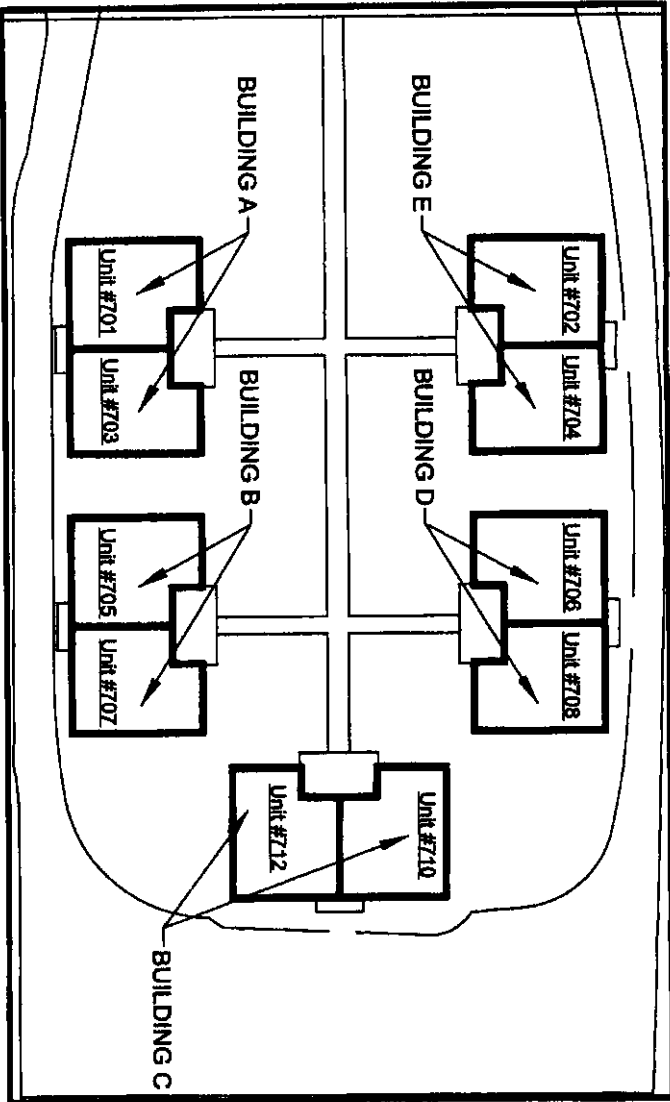 Unit #702
Unit #704
Unit #706
Unit #708
BUILDING E
BUILDING D
Unit #710
Unit #712
BUILDING A
BUILDING B
BUILDING C
Unit #701
Unit #703
Unit #705
Unit #707